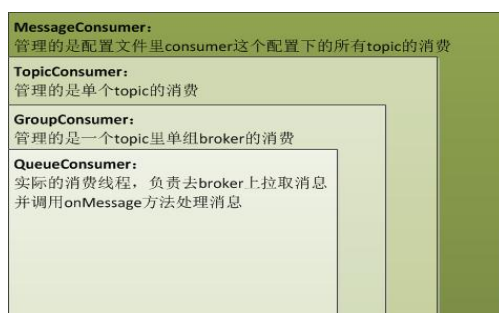 MessageConsumer：
管理的是配置文件里consumer这个配置下的所有topic的消费
TopicConsumer：
管理的是单个topic的消费
GroupConsumer：
管理的是一个topic里单组broker的消费
QueueConsumer：
实际的消费线程，负责去broker上拉取消息
并调用onMessage方法处理消息